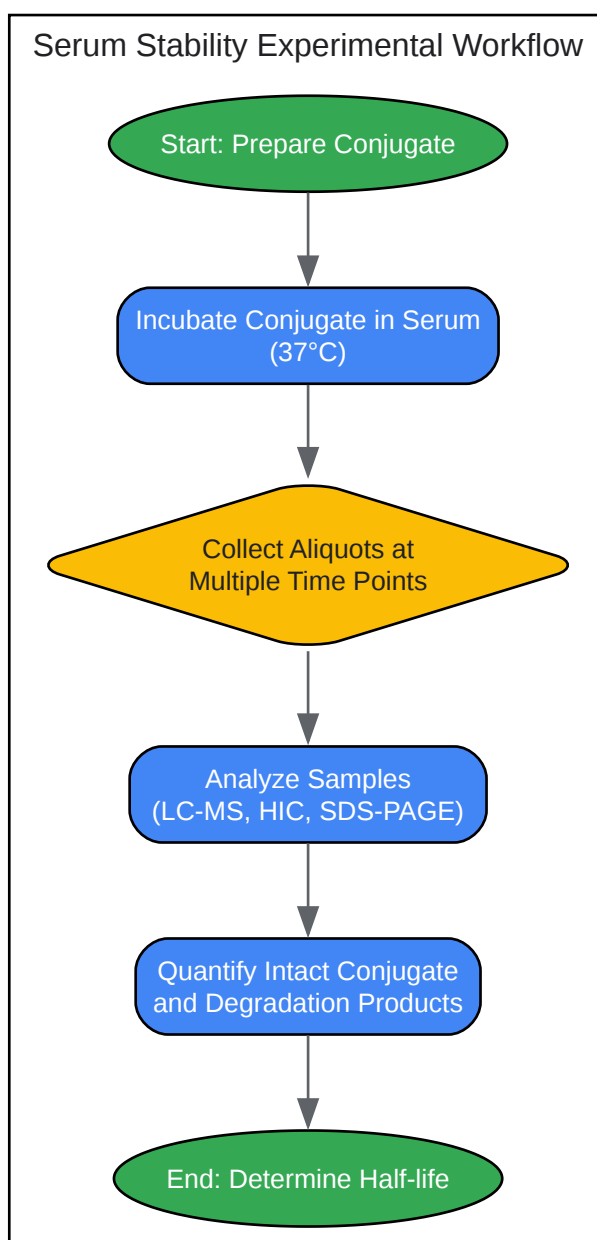 Serum Stability Experimental Workflow
Start: Prepare Conjugate
Incubate Conjugate in Serum
(37°C)
Collect Aliquots at
Multiple Time Points
Analyze Samples
(LC-MS, HIC, SDS-PAGE)
Quantify Intact Conjugate
and Degradation Products
End: Determine Half-life